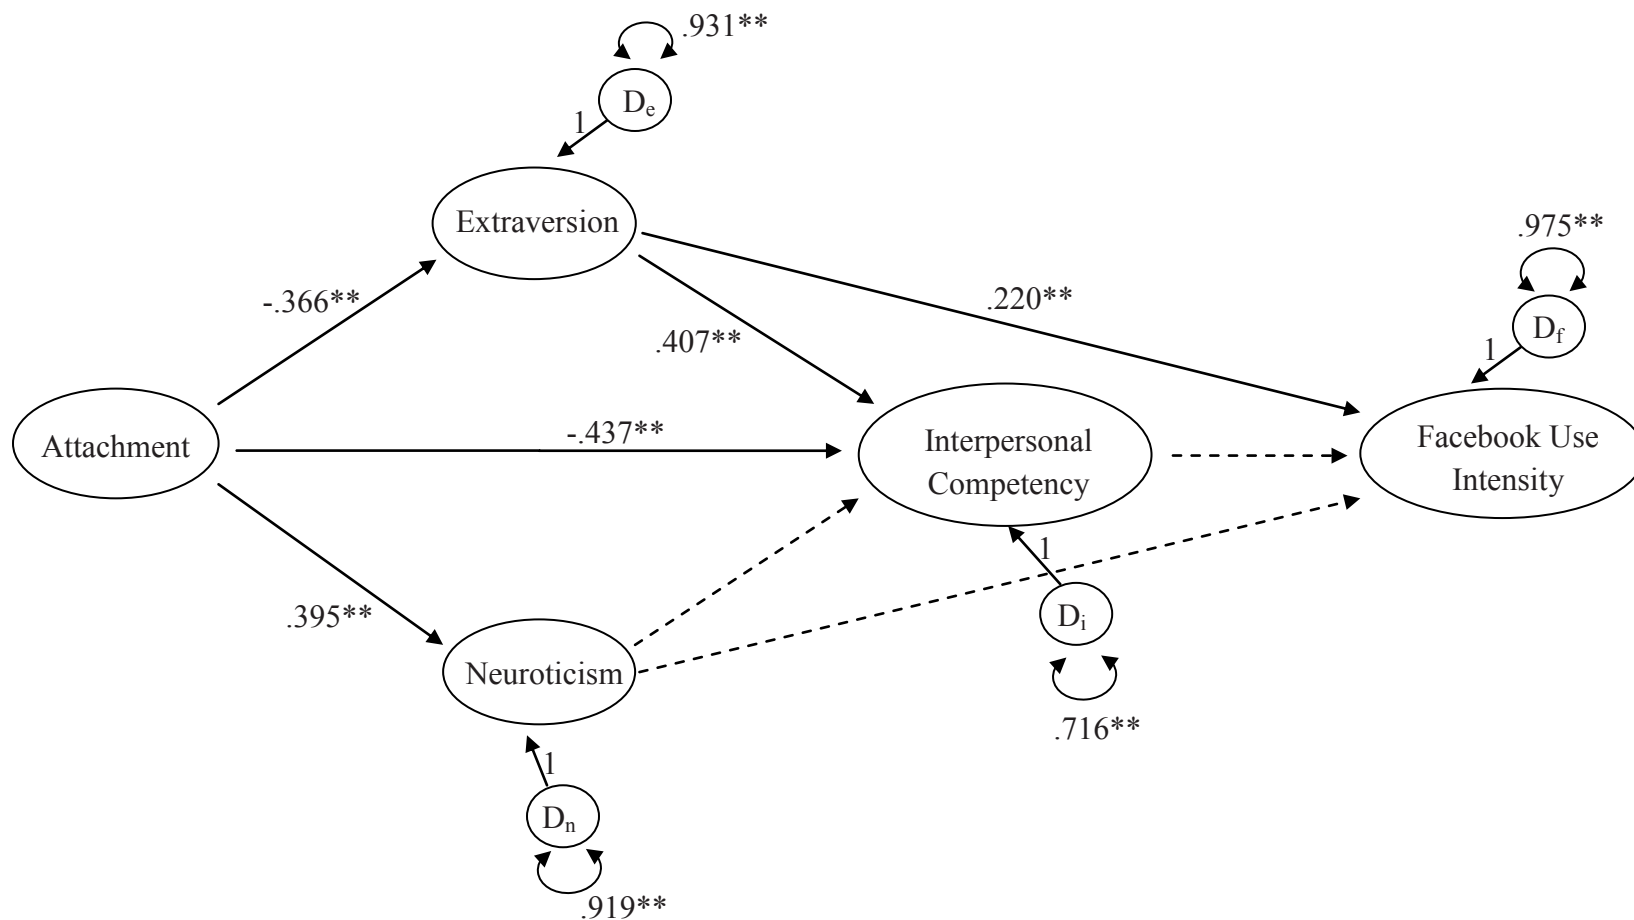 .931**
De
1
Extraversion
.975**
-.366**
.220**
Df
.407**
1
Attachment
-.437**
Interpersonal
Competency
Facebook Use
Intensity
1
.395**
Di
Neuroticism
.716**
1
Dn
.919**